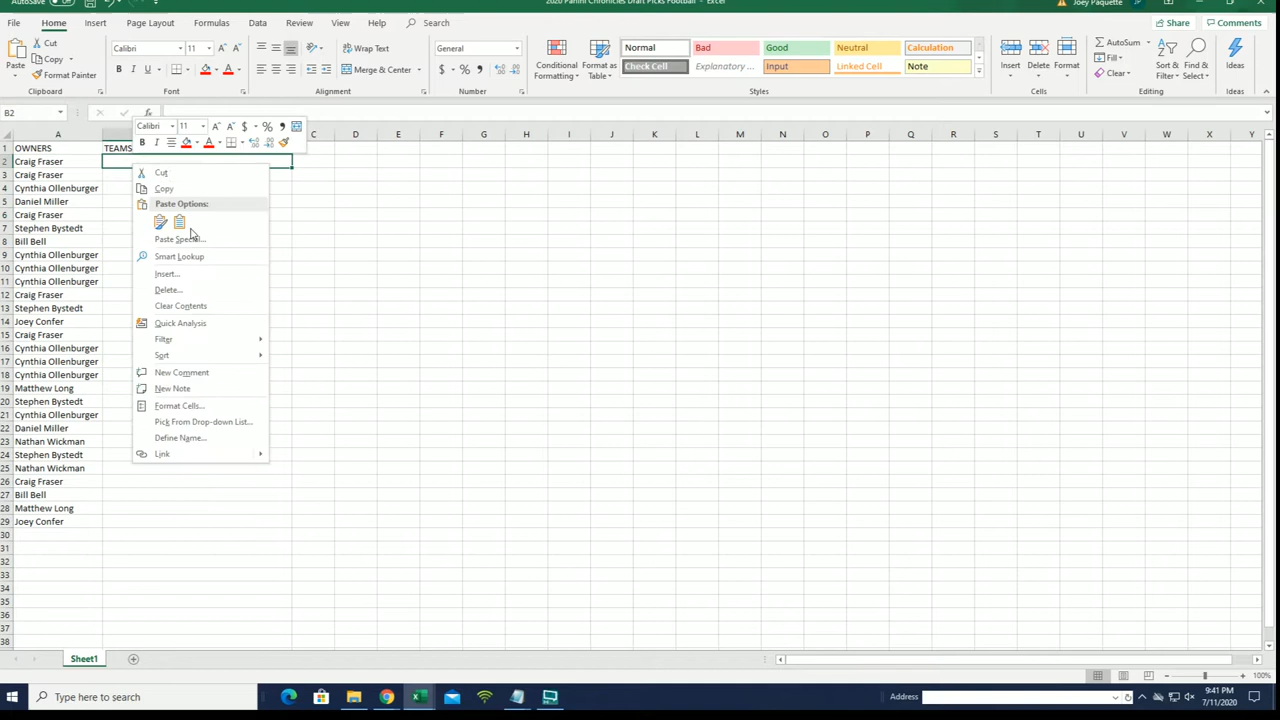 AutoSave
2020 Panini Chronicles Draft Picks Football - Excel
Joey Paquette
File Home Insert Page Layout Formulas Data Review View Help Search Share Comments
Paste Cut Copy Format Painter Clipboard
Calibri 11 Font
Wrap Text Merge & Center Alignment
General Number
Conditional Formatting Format as Table
Normal Bad Good Neutral Calculation
Check Cell Explanatory ... Input Linked Cell Note
Styles
Insert Delete Format Cells
AutoSum Fill Clear Sort & Filter Find & Select Editing
Ideas Ideas
B2
Calibri 11
A C D E F G H I J K L M N O P Q R S T U V W X Y
1 OWNERS TEAMS
2 Craig Fraser
3 Craig Fraser
4 Cynthia Ollenburger
5 Daniel Miller
6 Craig Fraser
7 Stephen Bystedt
8 Bill Bell
9 Cynthia Ollenburger
10 Cynthia Ollenburger
11 Cynthia Ollenburger
12 Craig Fraser
13 Stephen Bystedt
14 Joey Confer
15 Craig Fraser
16 Cynthia Ollenburger
17 Cynthia Ollenburger
18 Cynthia Ollenburger
19 Matthew Long
20 Stephen Bystedt
21 Cynthia Ollenburger
22 Daniel Miller
23 Nathan Wickman
24 Stephen Bystedt
25 Nathan Wickman
26 Craig Fraser
27 Bill Bell
28 Matthew Long
29 Joey Confer
30
31
32
33
34
35
36
37
38
Cut
Copy
Paste Options:
Paste Special...
Smart Lookup
Insert...
Delete...
Clear Contents
Quick Analysis
Filter
Sort
New Comment
New Note
Format Cells...
Pick From Drop-down List...
Define Name...
Link
Sheet1
100%
Type here to search
Address
9:41 PM
7/11/2020